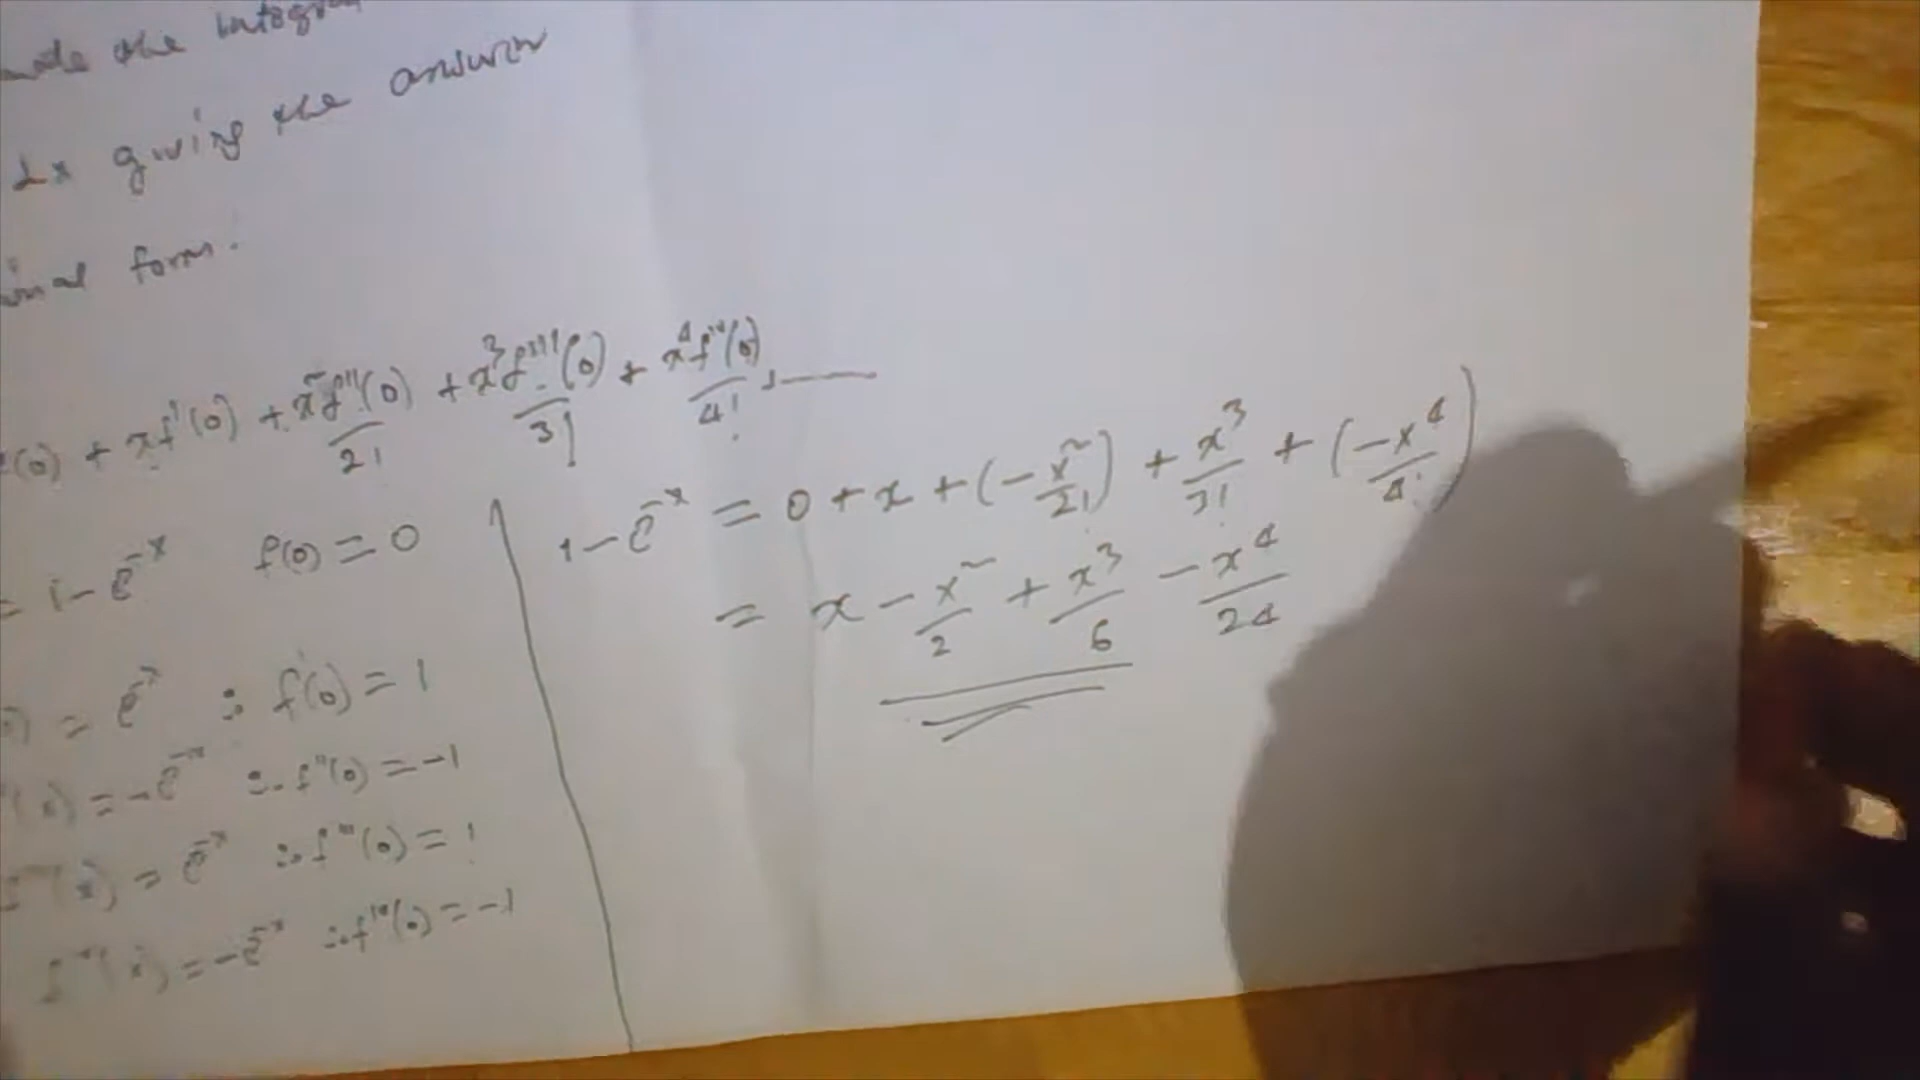 the integral
dx giving the answer
form.
f(0) + xf'(0) + x²f''(0)/2! + x³f'''(0)/3! + x⁴f''''(0)/4! + ——
= 1 - e⁻ˣ f(0) = 0
= e⁻ˣ ∴ f'(0) = 1
(x) = -e⁻ˣ ∴ f''(0) = -1
(x) = e⁻ˣ ∴ f'''(0) = 1
f''''(x) = -e⁻ˣ ∴ f''''(0) = -1
1 - e⁻ˣ = 0 + x + (-x²/2!) + x³/3! + (-x⁴/4!)
= x - x²/2 + x³/6 - x⁴/24